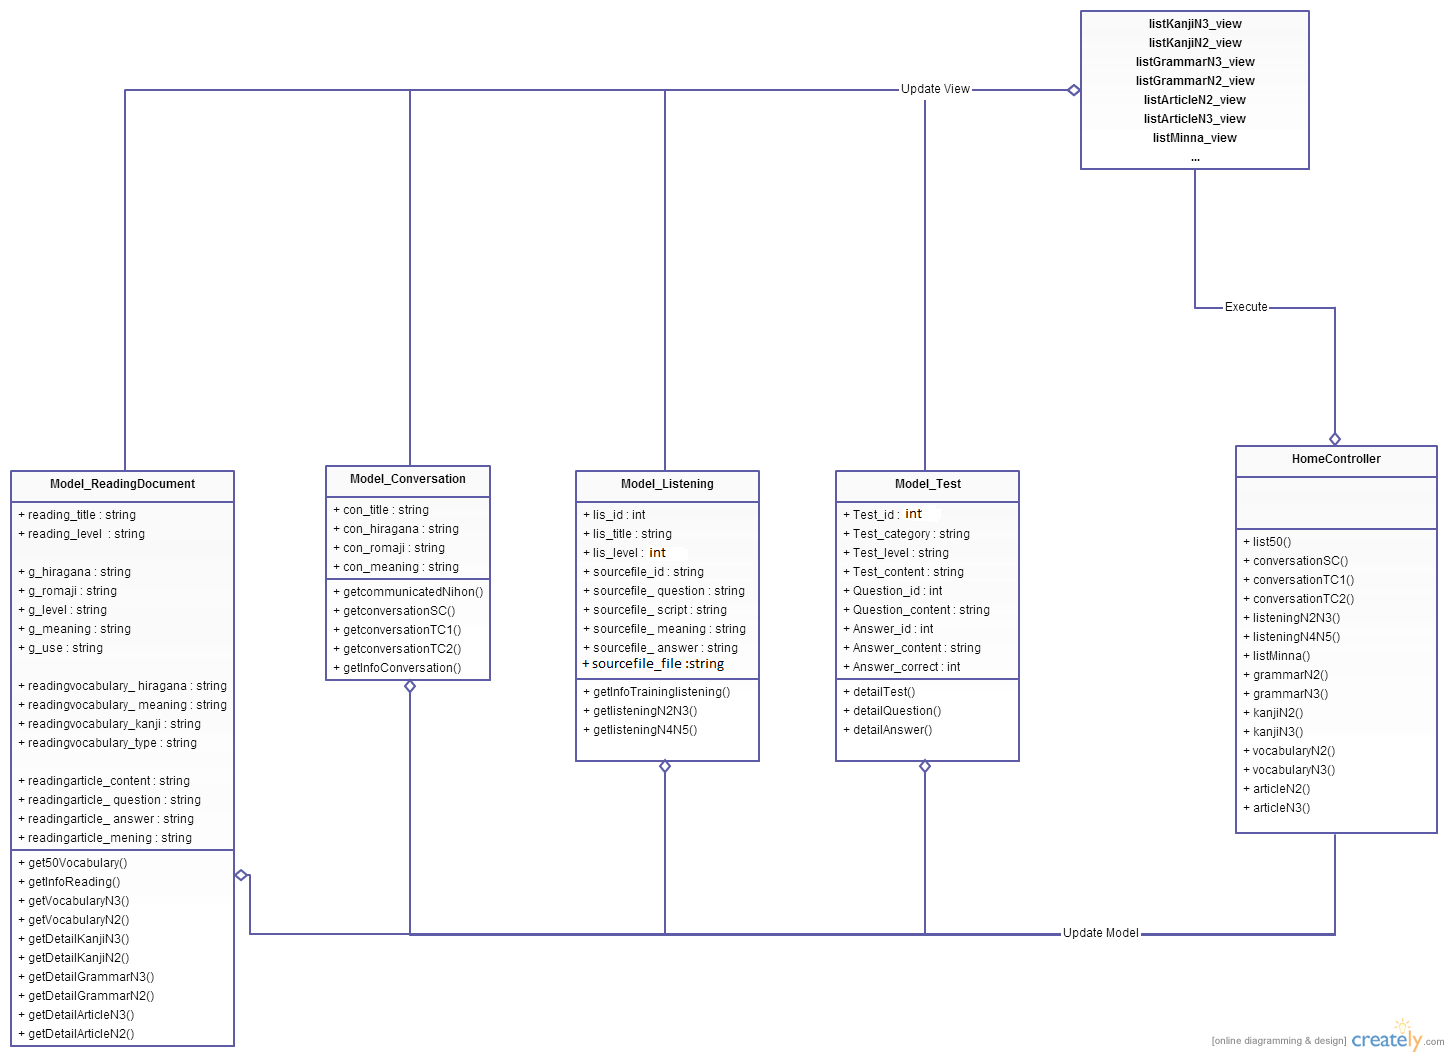 listKanjiN3_view
listKanjiN2_view
listGrammarN3_view
listGrammarN2_view
listArticleN2_view
listArticleN3_view
listMinna_view
...
Update View
Execute
Model_ReadingDocument
+ reading_title : string
+ reading_level : string
+ g_hiragana : string
+ g_romaji : string
+ g_level : string
+ g_meaning : string
+ g_use : string
+ readingvocabulary_ hiragana : string
+ readingvocabulary_ meaning : string
+ readingvocabulary_kanji : string
+ readingvocabulary_type : string
+ readingarticle_content : string
+ readingarticle_ question : string
+ readingarticle_ answer : string
+ readingarticle_mening : string
+ get50Vocabulary()
+ getInfoReading()
+ getVocabularyN3()
+ getVocabularyN2()
+ getDetailKanjiN3()
+ getDetailKanjiN2()
+ getDetailGrammarN3()
+ getDetailGrammarN2()
+ getDetailArticleN3()
+ getDetailArticleN2()
Model_Conversation
+ con_title : string
+ con_hiragana : string
+ con_romaji : string
+ con_meaning : string
+ getcommunicatedNihon()
+ getconversationSC()
+ getconversationTC1()
+ getconversationTC2()
+ getInfoConversation()
Model_Listening
+ lis_id : int
+ lis_title : string
+ lis_level : int
+ sourcefile_id : string
+ sourcefile_ question : string
+ sourcefile_ script : string
+ sourcefile_ meaning : string
+ sourcefile_ answer : string
+ sourcefile_file :string
+ getInfoTraininglistening()
+ getlisteningN2N3()
+ getlisteningN4N5()
Model_Test
+ Test_id : int
+ Test_category : string
+ Test_level : string
+ Test_content : string
+ Question_id : int
+ Question_content : string
+ Answer_id : int
+ Answer_content : string
+ Answer_correct : int
+ detailTest()
+ detailQuestion()
+ detailAnswer()
HomeController
+ list50()
+ conversationSC()
+ conversationTC1()
+ conversationTC2()
+ listeningN2N3()
+ listeningN4N5()
+ listMinna()
+ grammarN2()
+ grammarN3()
+ kanjiN2()
+ kanjiN3()
+ vocabularyN2()
+ vocabularyN3()
+ articleN2()
+ articleN3()
Update Model
[online diagramming & design] creately.com